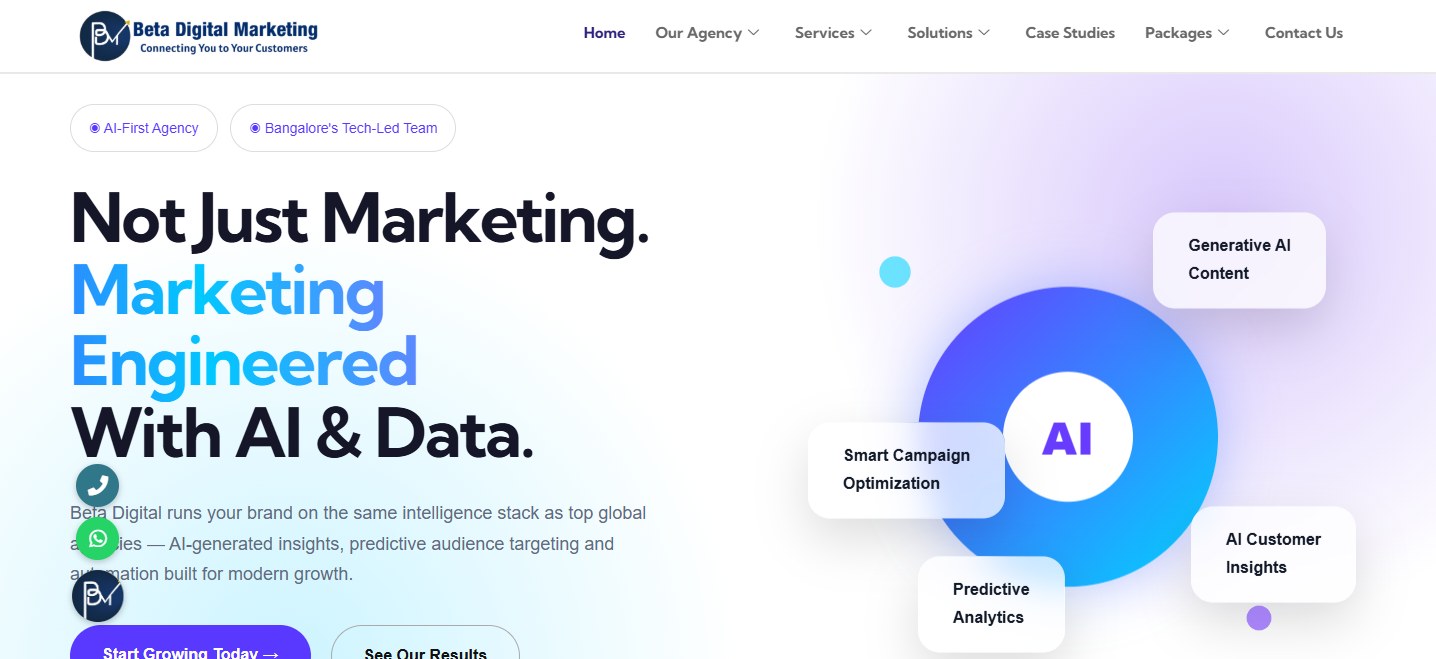 BM Beta Digital Marketing
Connecting You to Your Customers
Home Our Agency Services Solutions Case Studies Packages Contact Us
◉ AI-First Agency ◉ Bangalore's Tech-Led Team
Not Just Marketing.
Marketing
Engineered
With AI & Data.
Beta Digital runs your brand on the same intelligence stack as top global
— AI-generated insights, predictive audience targeting and
built for modern growth.
BM
Start Growing Today → See Our Results
Generative AI
Content
AI
Smart Campaign
Optimization
AI Customer
Insights
Predictive
Analytics